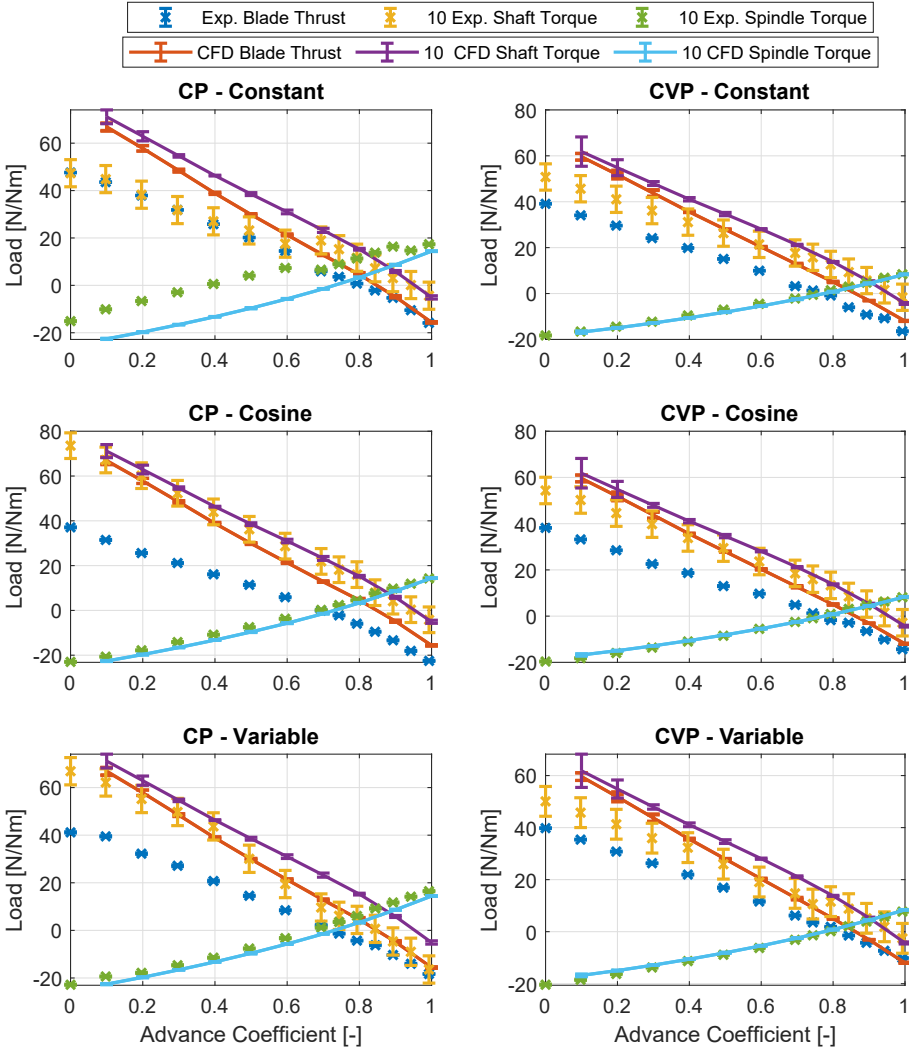 Exp. Blade Thrust 10 Exp. Shaft Torque 10 Exp. Spindle Torque
CFD Blade Thrust 10 CFD Shaft Torque 10 CFD Spindle Torque
CP - Constant
60
40
20
0
-20
Load [N/Nm]
0 0.2 0.4 0.6 0.8 1
CVP - Constant
80
60
40
20
0
-20
Load [N/Nm]
0 0.2 0.4 0.6 0.8 1
CP - Cosine
80
60
40
20
0
-20
Load [N/Nm]
0 0.2 0.4 0.6 0.8 1
CVP - Cosine
80
60
40
20
0
-20
Load [N/Nm]
0 0.2 0.4 0.6 0.8 1
CP - Variable
60
40
20
0
-20
Load [N/Nm]
0 0.2 0.4 0.6 0.8 1
Advance Coefficient [-]
CVP - Variable
60
40
20
0
-20
Load [N/Nm]
0 0.2 0.4 0.6 0.8 1
Advance Coefficient [-]